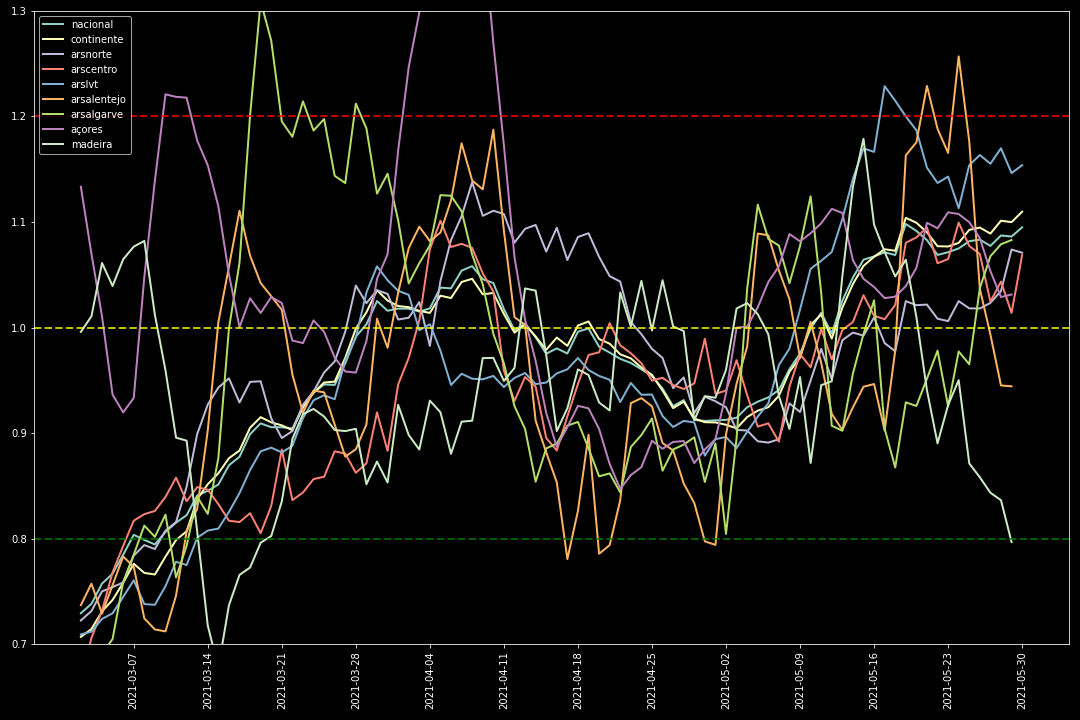 1.3
1.2
1.1
1.0
0.9
0.8
0.7
nacional
continente
arsnorte
arscentro
arslvt
arsalentejo
arsalgarve
açores
madeira
2021-03-07
2021-03-14
2021-03-21
2021-03-28
2021-04-04
2021-04-11
2021-04-18
2021-04-25
2021-05-02
2021-05-09
2021-05-16
2021-05-23
2021-05-30